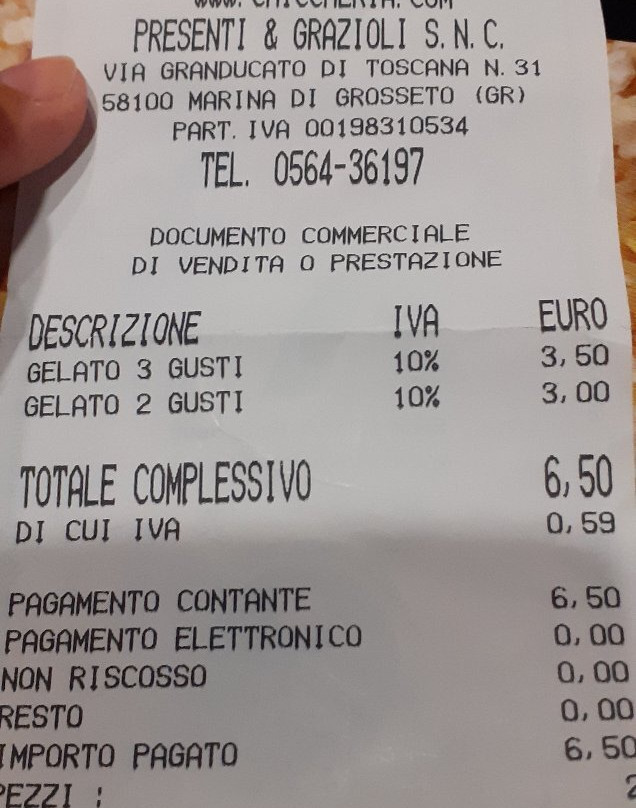 PRESENTI & GRAZIOLI S.N.C.
VIA GRANDUCATO DI TOSCANA N.31
58100 MARINA DI GROSSETO (GR)
PART.IVA 00198310534
TEL. 0564-36197
DOCUMENTO COMMERCIALE
DI VENDITA O PRESTAZIONE
DESCRIZIONE IVA EURO
GELATO 3 GUSTI 10% 3,50
GELATO 2 GUSTI 10% 3,00
TOTALE COMPLESSIVO 6,50
DI CUI IVA 0,59
PAGAMENTO CONTANTE 6,50
PAGAMENTO ELETTRONICO 0,00
NON RISCOSSO 0,00
RESTO 0,00
IMPORTO PAGATO 6,50
PEZZI : 2